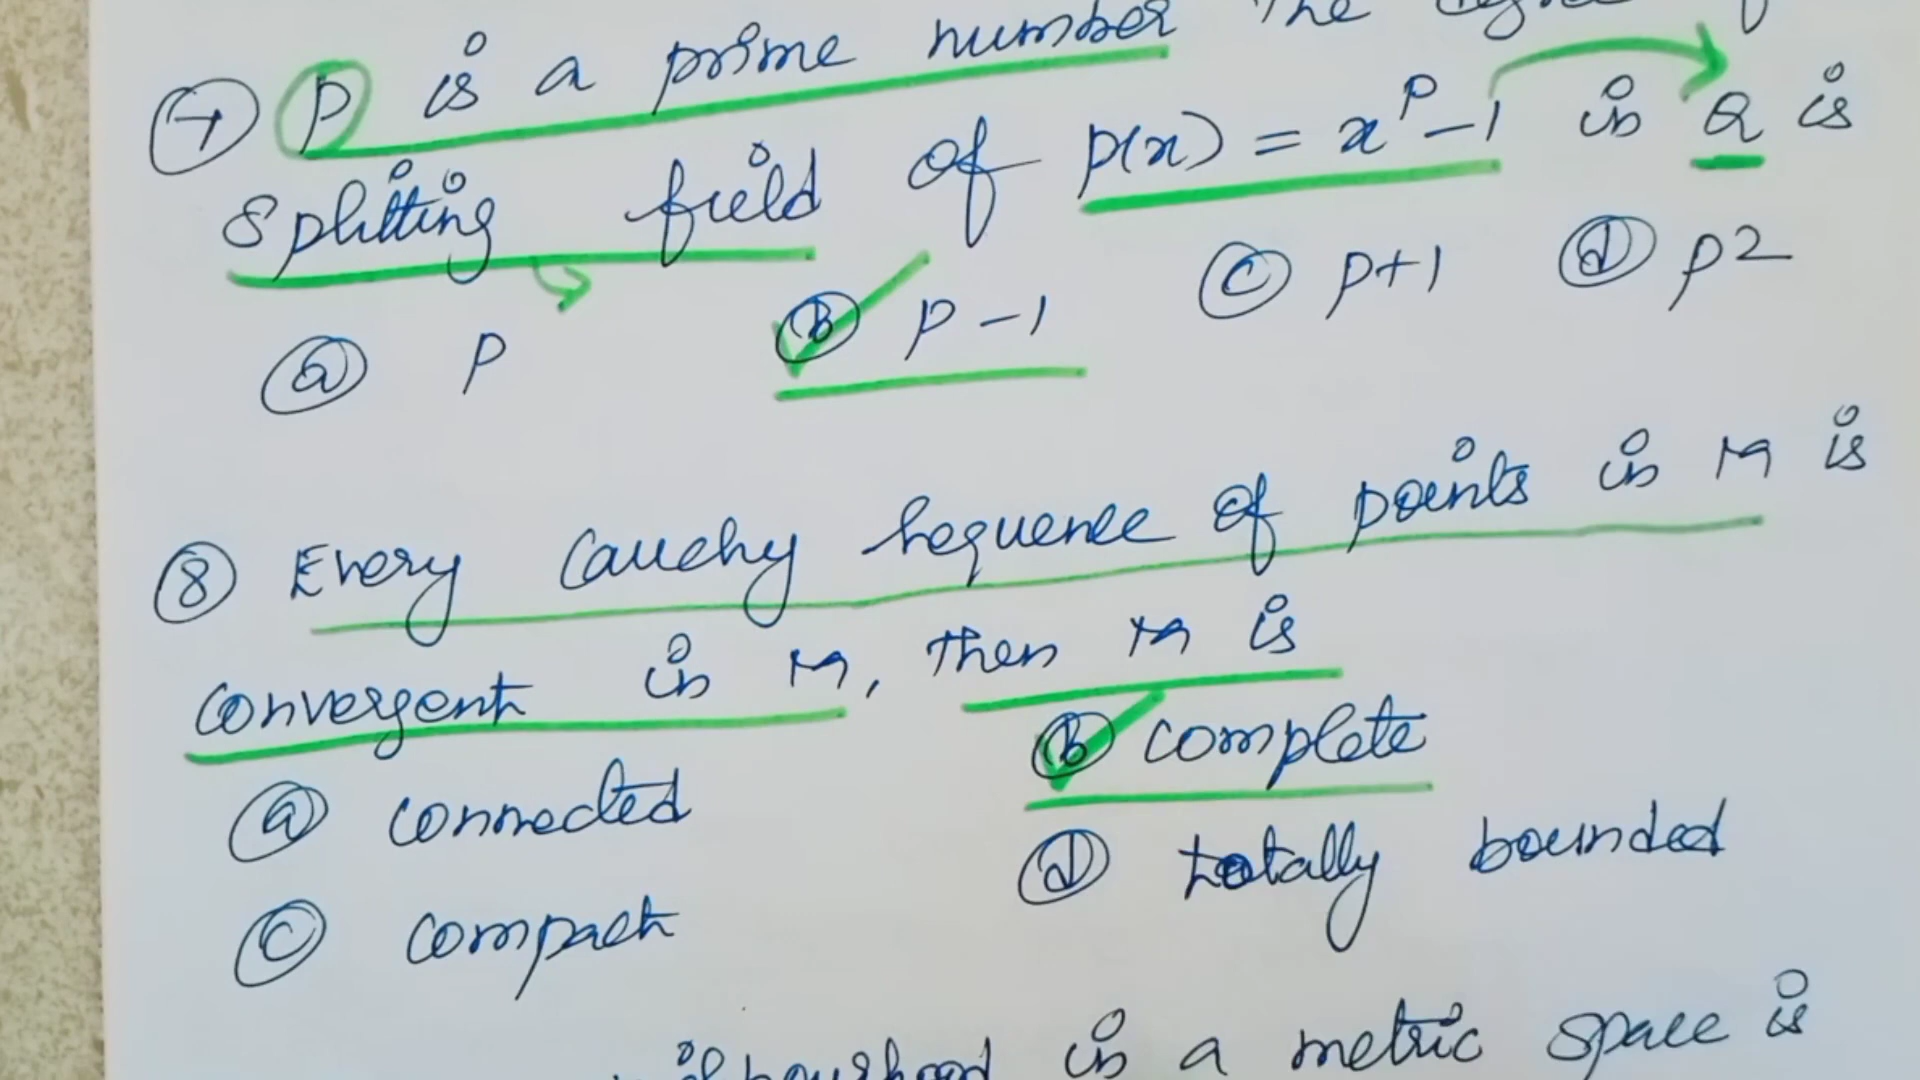 7 P is a prime number The degree of
Splitting field of p(x) = x^p - 1 in Q is
a p b p - 1 c p + 1 d p2
8 Every Cauchy sequence of points in M is
convergent in M, then M is
a connected b complete
c compact d totally bounded
in a metric space is